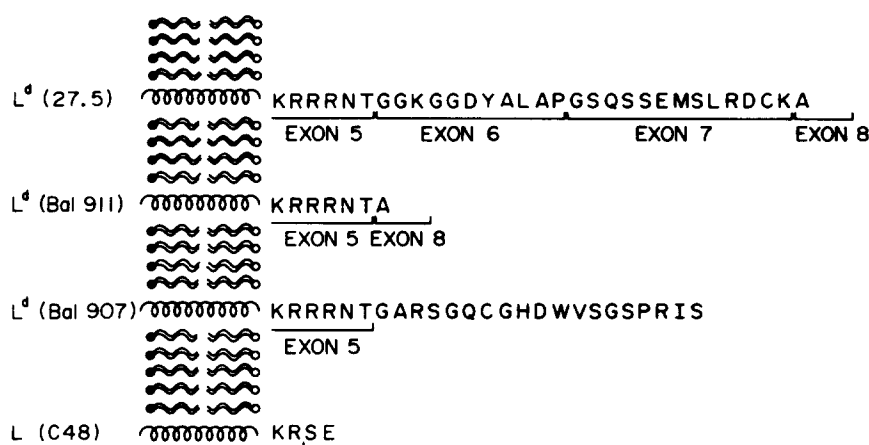 L^d (27.5) KRRRNTGGKGGDYALAPGSQSSEMSLRDCKA
EXON 5 EXON 6 EXON 7 EXON 8
L^d (Bal 911) KRRRNTA
EXON 5 EXON 8
L^d (Bal 907) KRRRNTGARSGQCGHDWVSGSPRIS
EXON 5
L (C48) KRSE